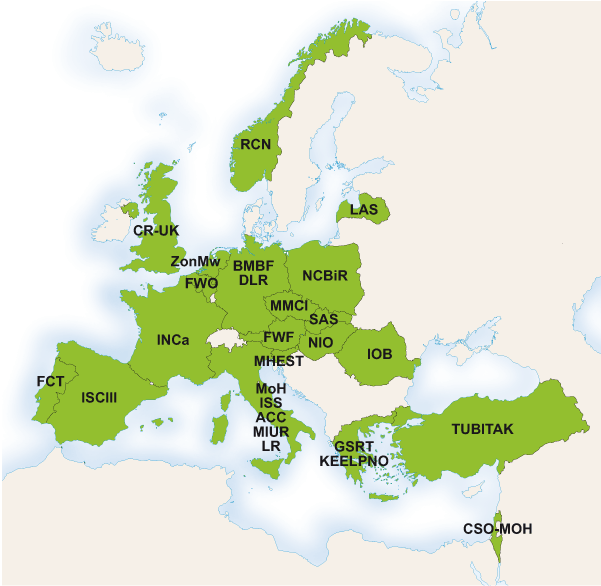 RCN
LAS
CR-UK
ZonMw
BMBF
DLR
NCBiR
FWO
MMCI
SAS
INCa
FWF
NIO
IOB
MHEST
FCT
ISCIII
MoH
ISS
ACC
MIUR
LR
TUBITAK
GSRT
KEELPNO
CSO-MOH